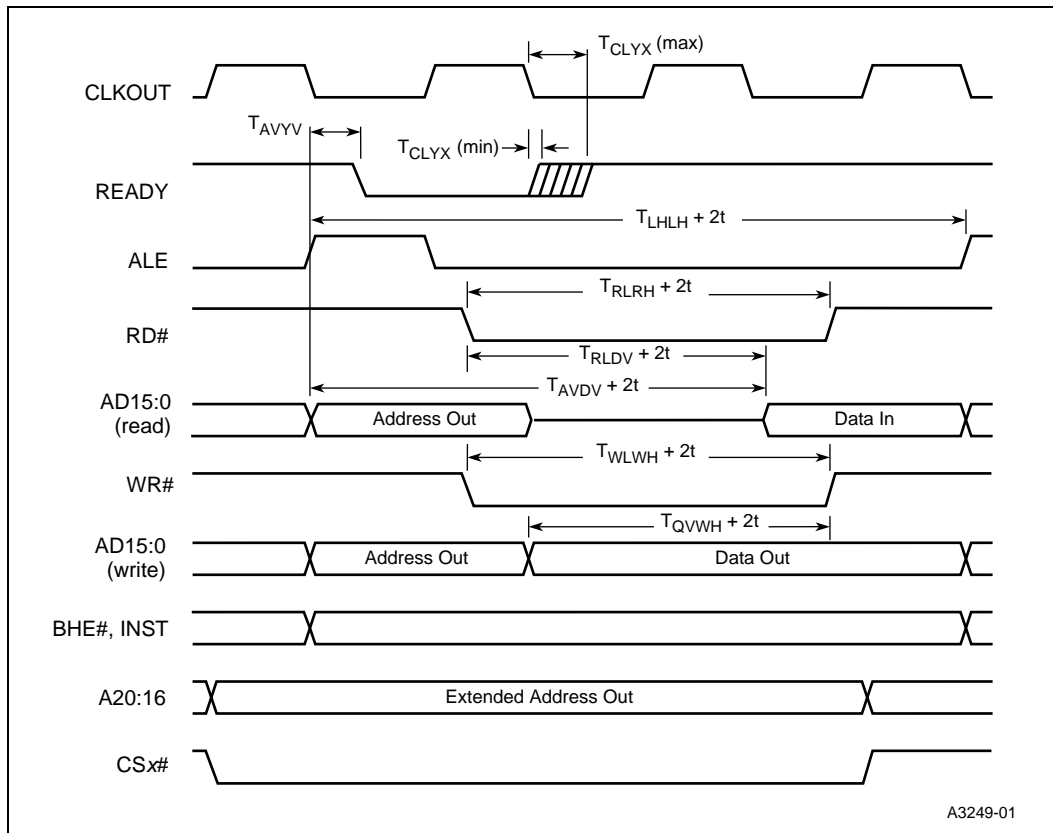 T_CLYX (max)
CLKOUT
T_AVYV
T_CLYX (min)
READY
T_LHLH + 2t
ALE
T_RLRH + 2t
RD#
T_RLDV + 2t
T_AVDV + 2t
AD15:0
(read)
Address Out
Data In
T_WLWH + 2t
WR#
T_QVWH + 2t
AD15:0
(write)
Address Out
Data Out
BHE#, INST
A20:16
Extended Address Out
CSx#
A3249-01